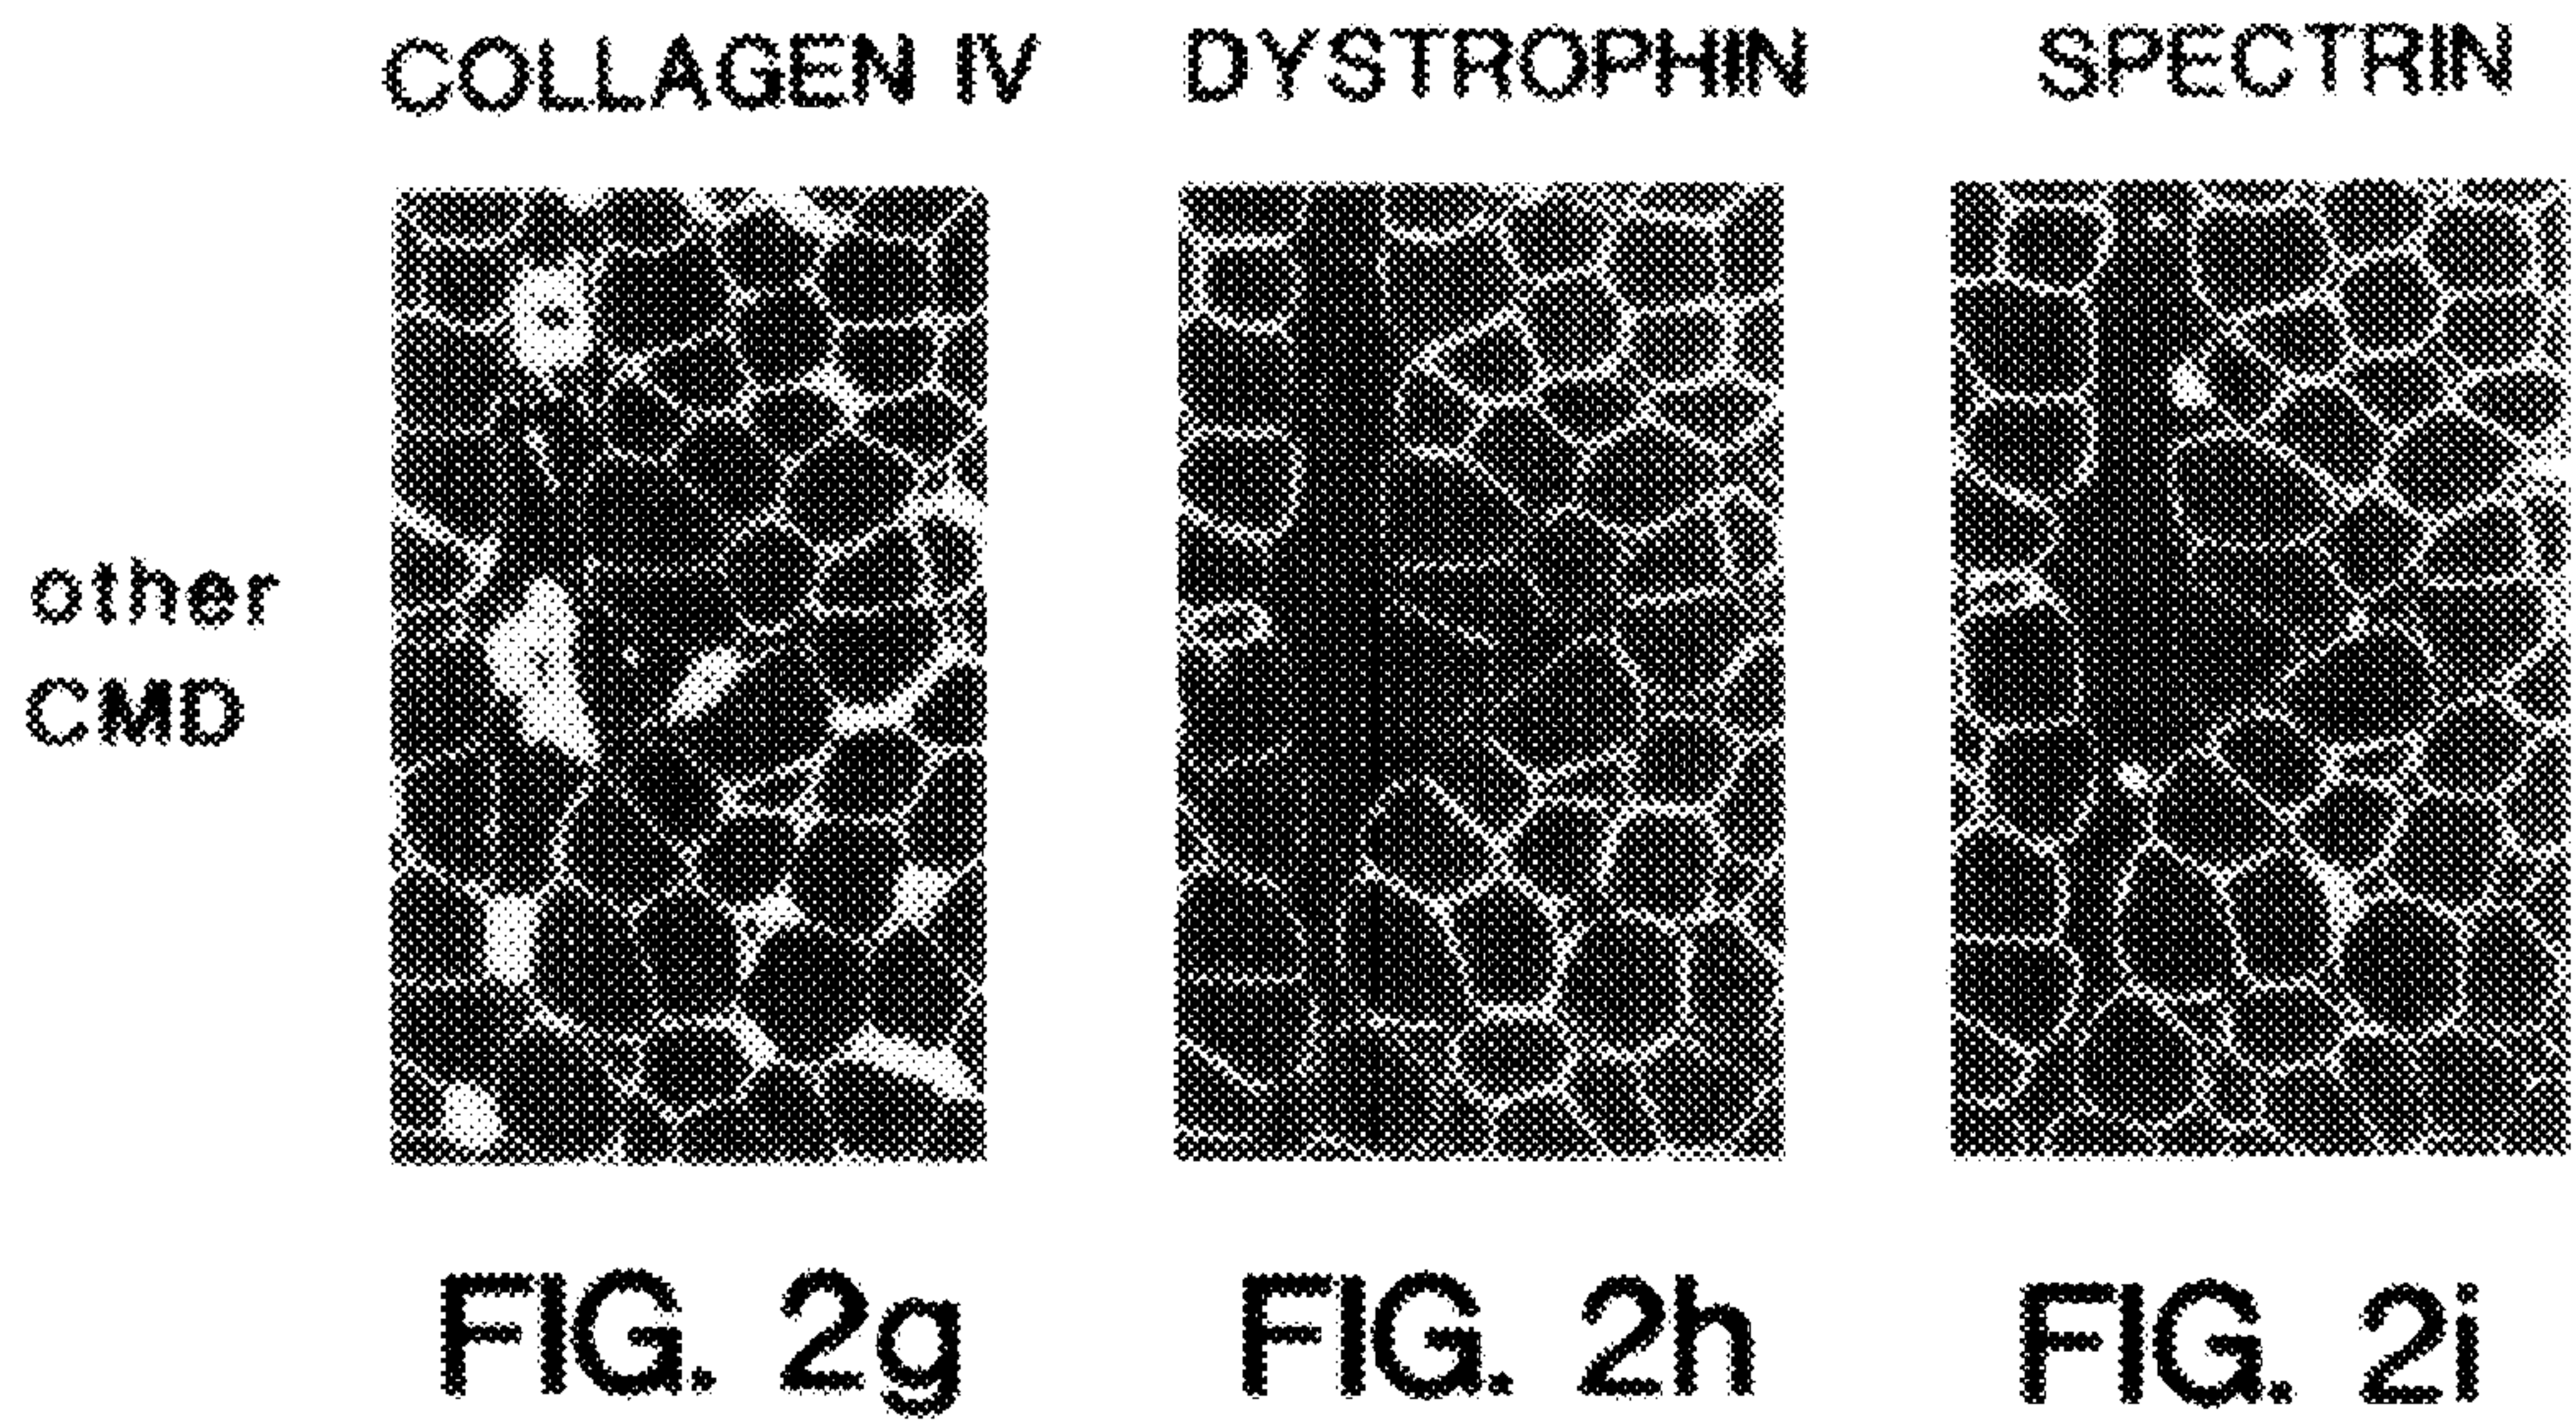 COLLAGEN IV DYSTROPHIN SPECTRIN
other
CMD
FIG. 2g FIG. 2h FIG. 2i